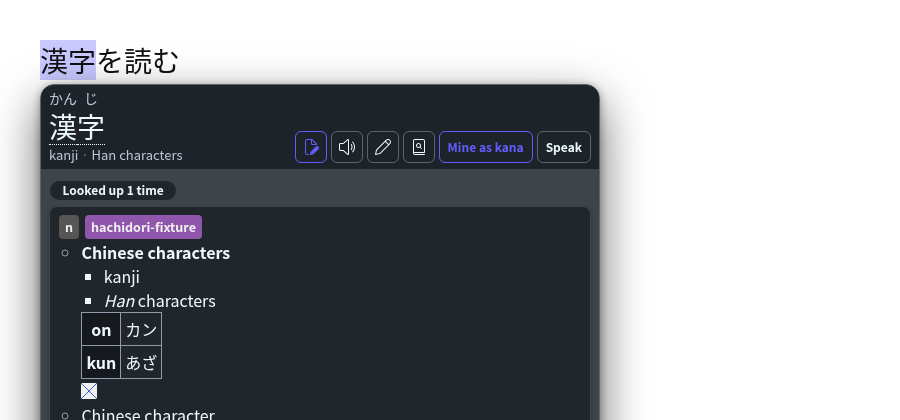 漢字を読む
かん じ
漢字
kanji · Han characters
Mine as kana
Speak
Looked up 1 time
n hachidori-fixture
Chinese characters
kanji
Han characters
on カン
kun あざ
Chinese character